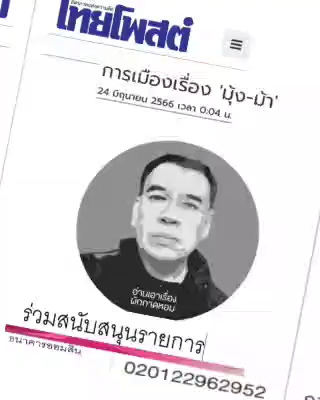 ไทยโพสต์
การเมืองเรื่อง 'มุ้ง-ม้า'
24 มิถุนายน 2566 เวลา 0:04 น.
อ่านเอาเรื่อง
ผักกาดหอม
ร่วมสนับสนุนรายการ
ธนาคารออมสิน
020122962952